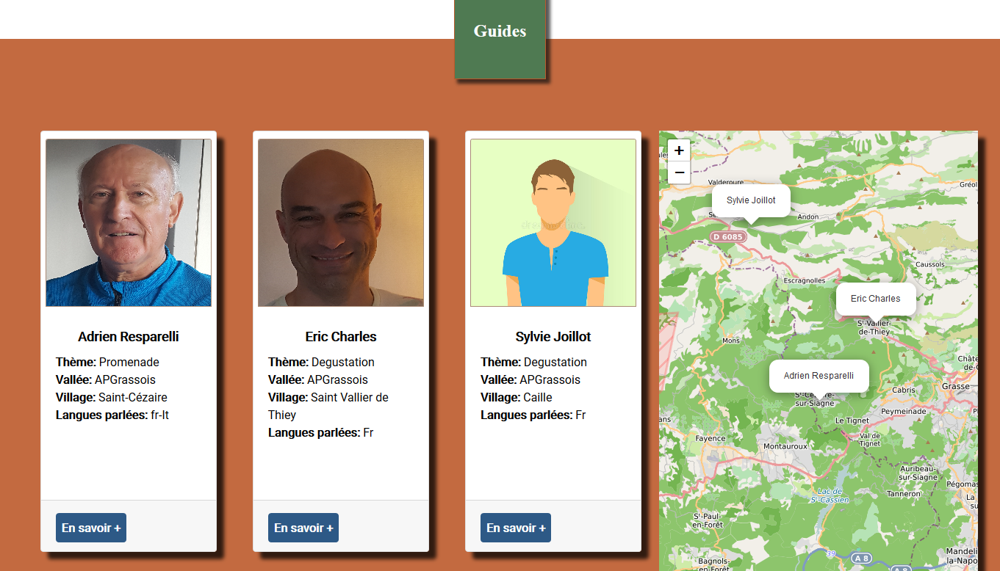 Guides
Adrien Resparelli
Thème: Promenade
Vallée: APGrassois
Village: Saint-Cézaire
Langues parlées: fr-It
En savoir +
Eric Charles
Thème: Degustation
Vallée: APGrassois
Village: Saint Vallier de
Thiey
Langues parlées: Fr
En savoir +
Sylvie Joillot
Thème: Degustation
Vallée: APGrassois
Village: Caille
Langues parlées: Fr
En savoir +
+
−
Valderoure
Gréol
Sylvie Joillot
Andon
D 6085
Caussols
Escragnolles
Eric Charles
St-Vallier-
de-Thiey
Mons
Châte
de-
Adrien Resparelli
Grasse
Cabris
St-Cézaire-
sur-Siagne
Peymeinade
Le Tignet
Fayence
Val de
Tignet
Montauroux
Auribeau-
sur-Siagne
Pégomas
Lac de
St-Cassien
Tanneron
La
St-Paul-
en-Forêt
39
A 8
Mandeli
la-Napo
Bagnols-
en-Forêt
A 8